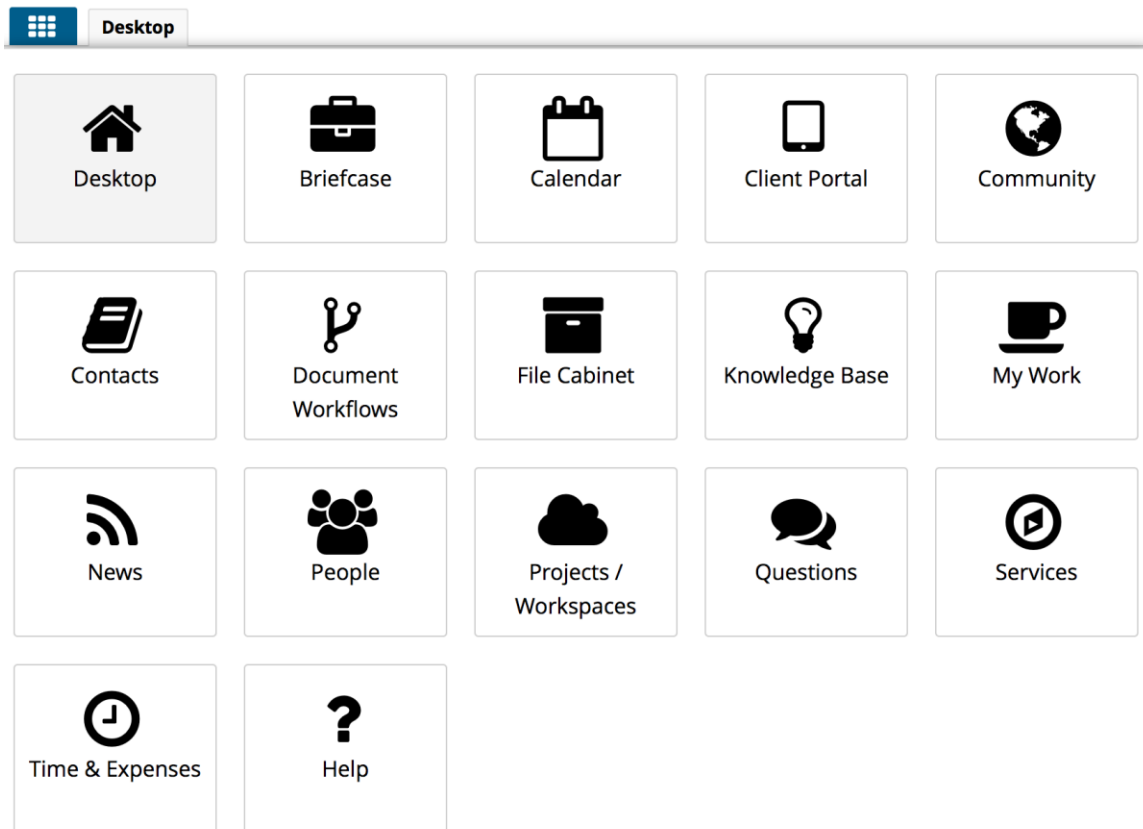 Desktop
Desktop
Briefcase
Calendar
Client Portal
Community
Contacts
Document
Workflows
File Cabinet
Knowledge Base
My Work
News
People
Projects /
Workspaces
Questions
Services
Time & Expenses
Help